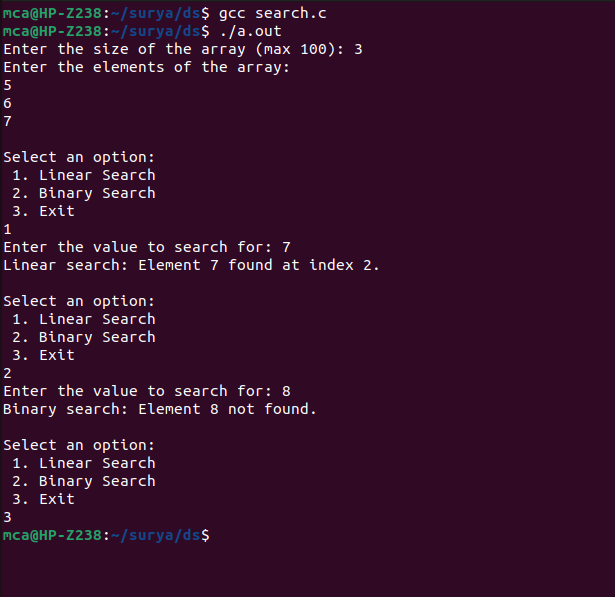 mca@HP-Z238:~/surya/ds$ gcc search.c
mca@HP-Z238:~/surya/ds$ ./a.out
Enter the size of the array (max 100): 3
Enter the elements of the array:
5
6
7

Select an option:
 1. Linear Search
 2. Binary Search
 3. Exit
1
Enter the value to search for: 7
Linear search: Element 7 found at index 2.

Select an option:
 1. Linear Search
 2. Binary Search
 3. Exit
2
Enter the value to search for: 8
Binary search: Element 8 not found.

Select an option:
 1. Linear Search
 2. Binary Search
 3. Exit
3
mca@HP-Z238:~/surya/ds$